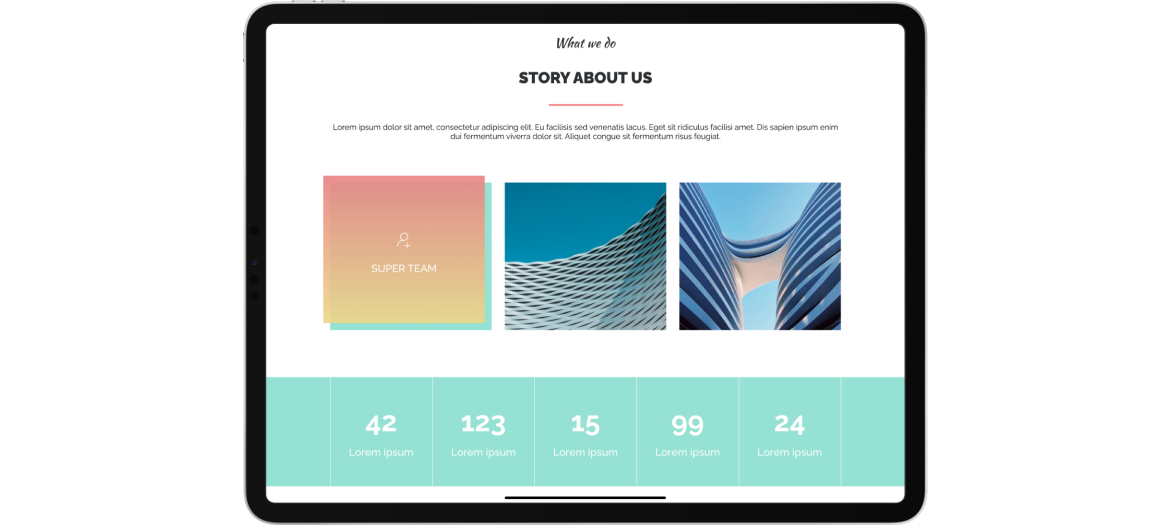 What we do
STORY ABOUT US
Lorem ipsum dolor sit amet, consectetur adipiscing elit. Eu facilisis sed venenatis lacus. Eget sit ridiculus facilisi amet. Dis sapien ipsum enim
dui fermentum viverra dolor sit. Aliquet congue sit fermentum risus feugiat.
SUPER TEAM
42 123 15 99 24
Lorem ipsum Lorem ipsum Lorem ipsum Lorem ipsum Lorem ipsum